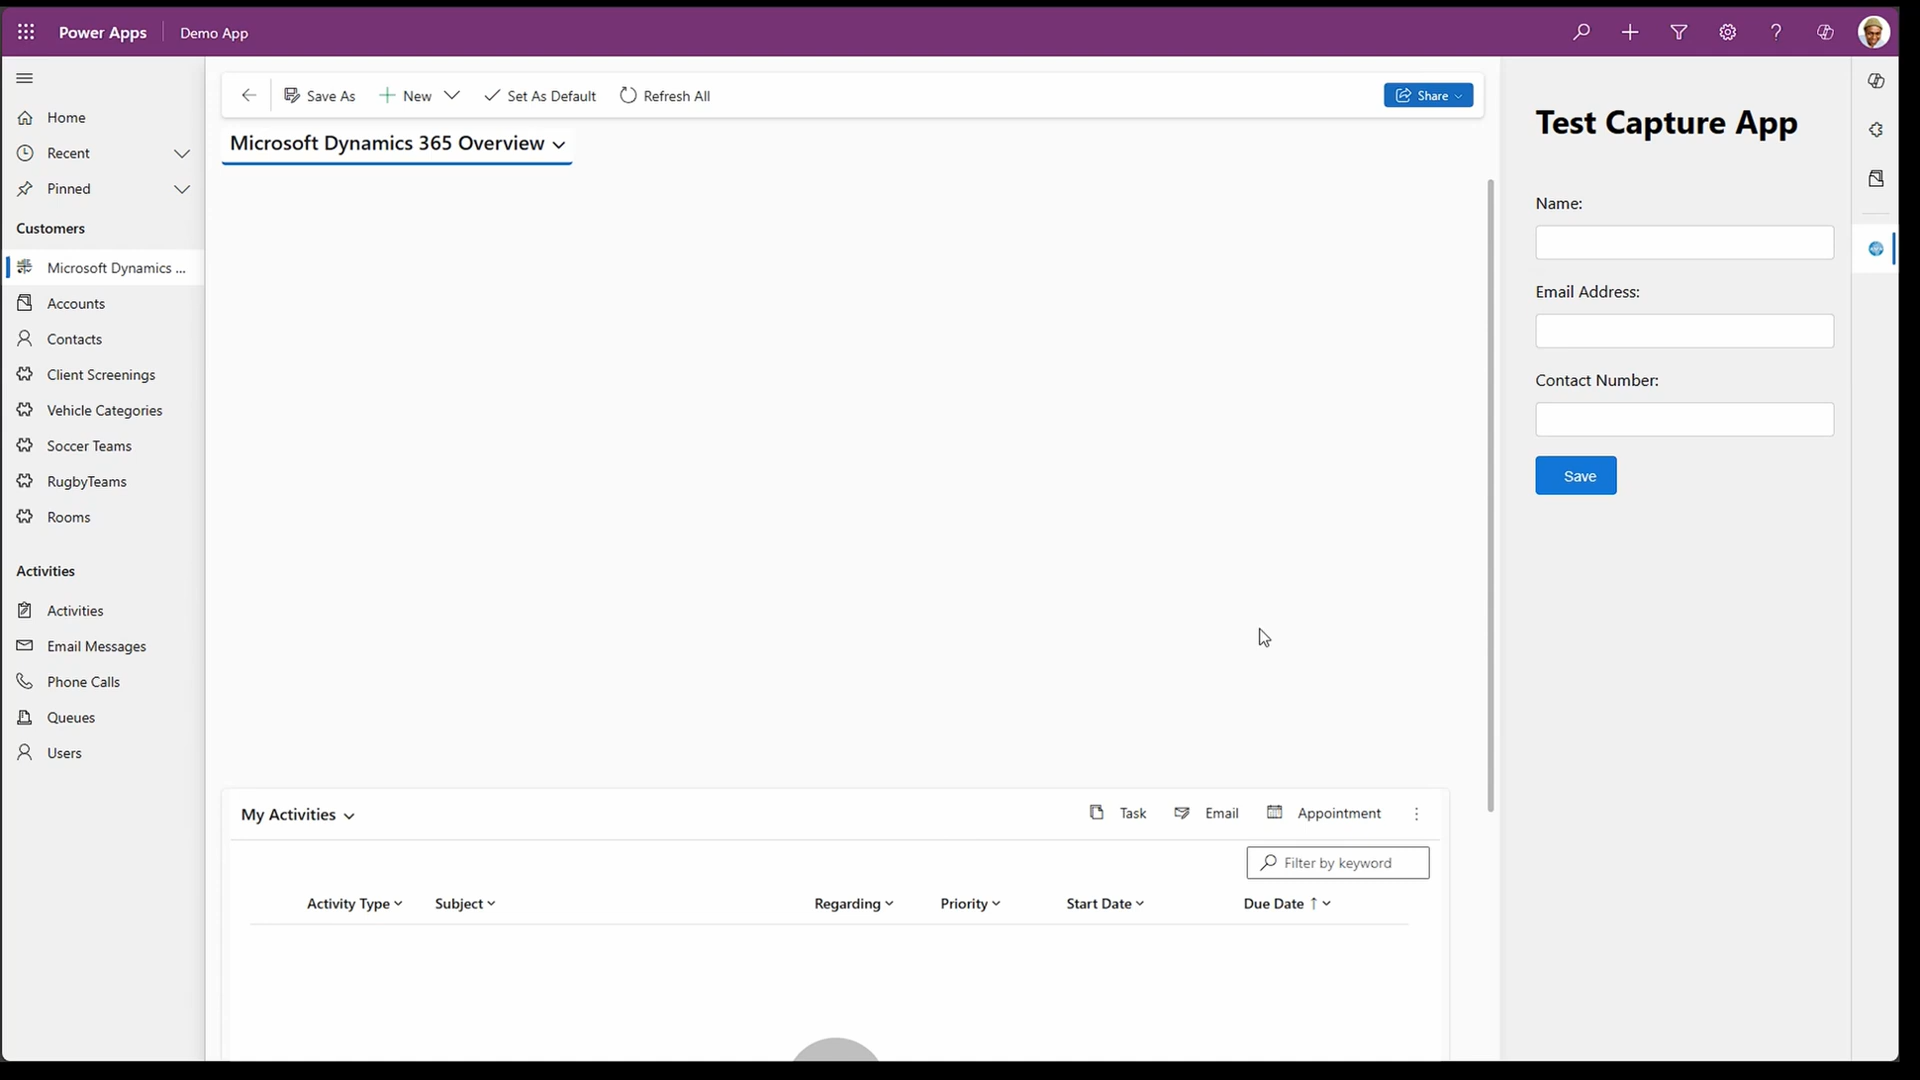 Power Apps
Demo App
Home
Recent
Pinned
Customers
Microsoft Dynamics ...
Accounts
Contacts
Client Screenings
Vehicle Categories
Soccer Teams
RugbyTeams
Rooms
Activities
Activities
Email Messages
Phone Calls
Queues
Users
Save As
New
Set As Default
Refresh All
Share
Microsoft Dynamics 365 Overview
My Activities
Task
Email
Appointment
Filter by keyword
Activity Type
Subject
Regarding
Priority
Start Date
Due Date ↑
Test Capture App
Name:
Email Address:
Contact Number:
Save